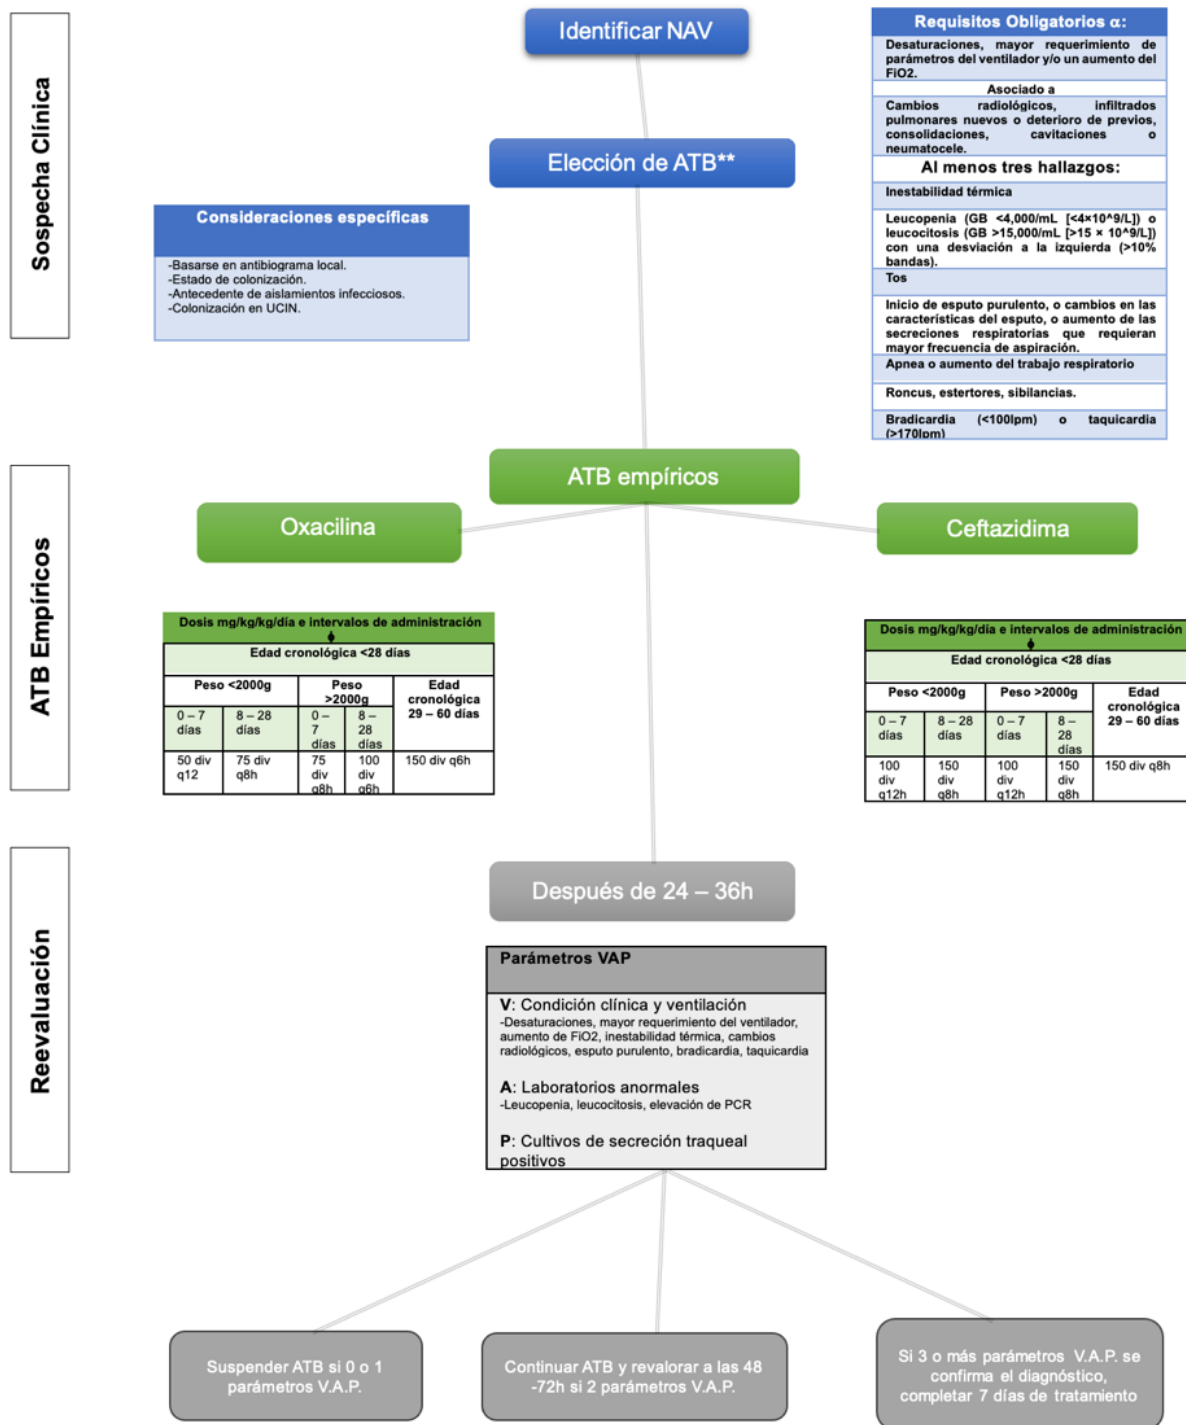 Sospecha Clínica
Identificar NAV
Elección de ATB**
Consideraciones específicas
-Basarse en antibiograma local.
-Estado de colonización.
-Antecedente de aislamientos infecciosos.
-Colonización en UCIN.
Requisitos Obligatorios α:
Desaturaciones, mayor requerimiento de
parámetros del ventilador y/o un aumento del
FiO2.
Asociado a
Cambios radiológicos, infiltrados
pulmonares nuevos o deterioro de previos,
consolidaciones, cavitaciones o
neumatocele.
Al menos tres hallazgos:
Inestabilidad térmica
Leucopenia (GB <4,000/mL [<4×10^9/L]) o
leucocitosis (GB >15,000/mL [>15 × 10^9/L])
con una desviación a la izquierda (>10%
bandas).
Tos
Inicio de esputo purulento, o cambios en las
características del esputo, o aumento de las
secreciones respiratorias que requieran
mayor frecuencia de aspiración.
Apnea o aumento del trabajo respiratorio
Roncus, estertores, sibilancias.
Bradicardia (<100lpm) o taquicardia
(>170lpm)
ATB Empíricos
ATB empíricos
Oxacilina
Dosis mg/kg/kg/día e intervalos de administración
ϕ
Edad cronológica <28 días
Peso <2000g
Peso
>2000g
Edad
cronológica
29 – 60 días
0 – 7
días
8 – 28
días
0 –
7
días
8 –
28
días
50 div
q12
75 div
q8h
75
div
q8h
100
div
q6h
150 div q6h
Ceftazidima
Dosis mg/kg/kg/día e intervalos de administración
ϕ
Edad cronológica <28 días
Peso <2000g
Peso >2000g
Edad
cronológica
29 – 60 días
0 – 7
días
8 – 28
días
0 – 7
días
8 –
28
días
100
div
q12h
150
div
q8h
100
div
q12h
150
div
q8h
150 div q8h
Reevaluación
Después de 24 – 36h
Parámetros VAP
V: Condición clínica y ventilación
-Desaturaciones, mayor requerimiento del ventilador,
aumento de FiO2, inestabilidad térmica, cambios
radiológicos, esputo purulento, bradicardia, taquicardia
A: Laboratorios anormales
-Leucopenia, leucocitosis, elevación de PCR
P: Cultivos de secreción traqueal
positivos
Suspender ATB si 0 o 1
parámetros V.A.P.
Continuar ATB y revalorar a las 48
-72h si 2 parámetros VAP.
Si 3 o más parámetros V.A.P. se
confirma el diagnóstico,
completar 7 días de tratamiento